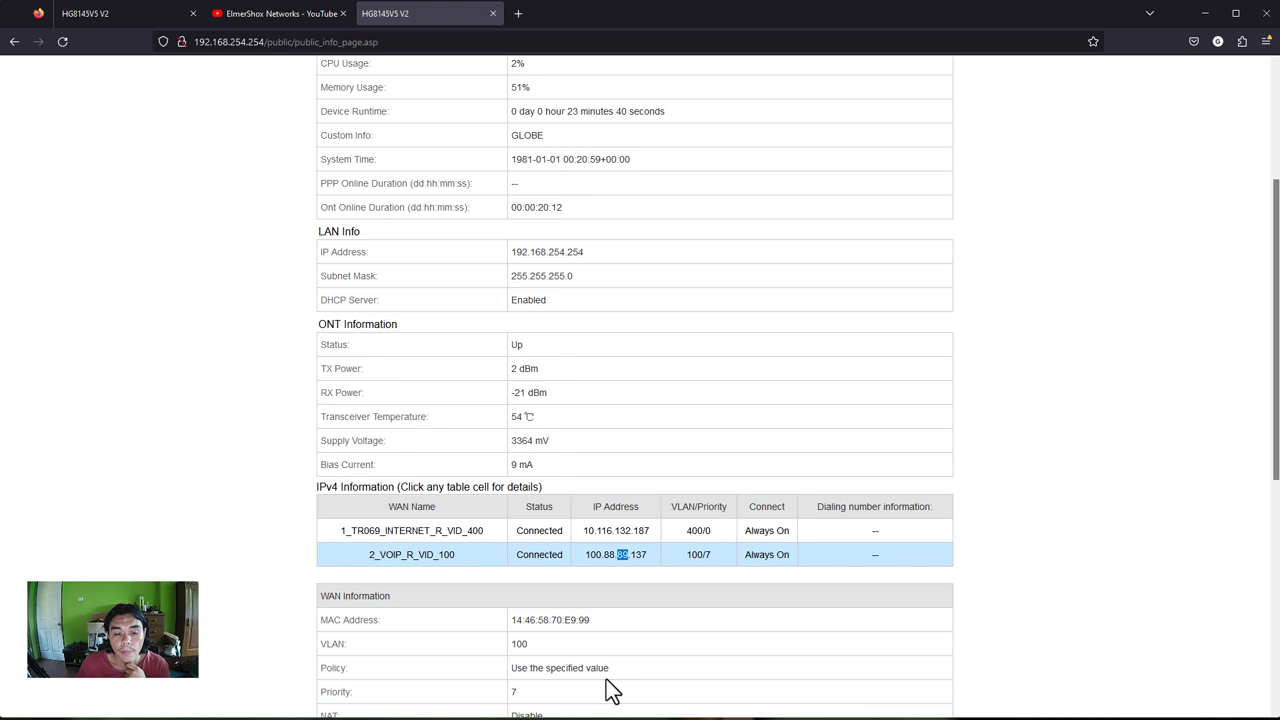 HG8145V5 V2
ElmerShox Networks - YouTube
HG8145V5 V2
192.168.254.254/public/public_info_page.asp
CPU Usage: 2%
Memory Usage: 51%
Device Runtime: 0 day 0 hour 23 minutes 40 seconds
Custom Info: GLOBE
System Time: 1981-01-01 00:20:59+00:00
PPP Online Duration (dd:hh:mm:ss): --
Ont Online Duration (dd:hh:mm:ss): 00:00:20:12
LAN Info
IP Address: 192.168.254.254
Subnet Mask: 255.255.255.0
DHCP Server: Enabled
ONT Information
Status: Up
TX Power: 2 dBm
RX Power: -21 dBm
Transceiver Temperature: 54 ℃
Supply Voltage: 3364 mV
Bias Current: 9 mA
IPv4 Information (Click any table cell for details)
WAN Name Status IP Address VLAN/Priority Connect Dialing number information:
1_TR069_INTERNET_R_VID_400 Connected 10.116.132.187 400/0 Always On --
2_VOIP_R_VID_100 Connected 100.88.89.137 100/7 Always On --
WAN Information
MAC Address: 14:46:58:70:E9:99
VLAN: 100
Policy: Use the specified value
Priority: 7
NAT: Disable